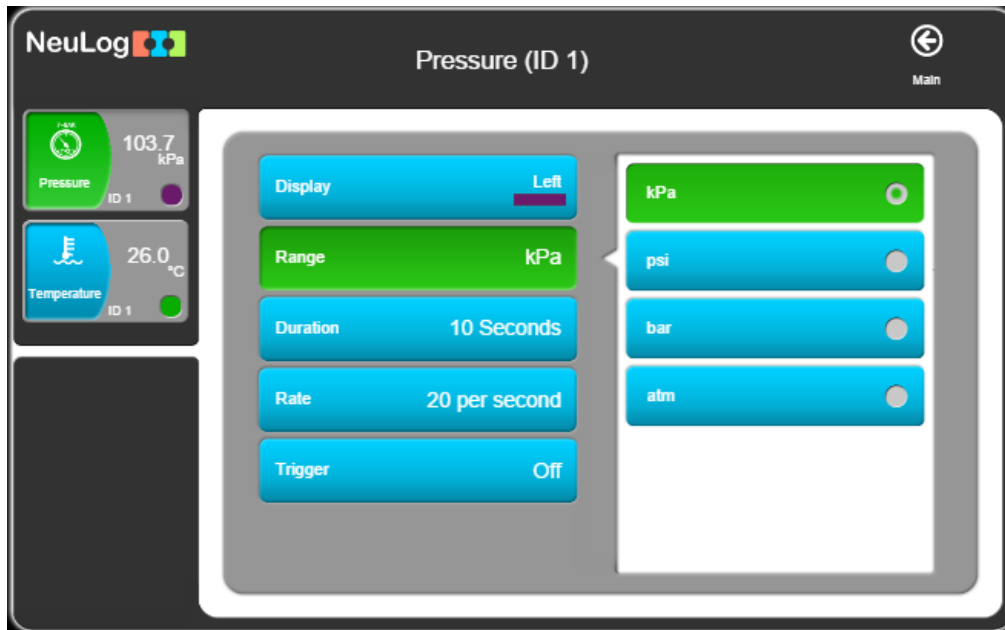 NeuLog
Pressure (ID 1)
Main
103.7
kPa
Pressure
ID 1
26.0
°C
Temperature
ID 1
Display Left
Range kPa
Duration 10 Seconds
Rate 20 per second
Trigger Off
kPa
psi
bar
atm